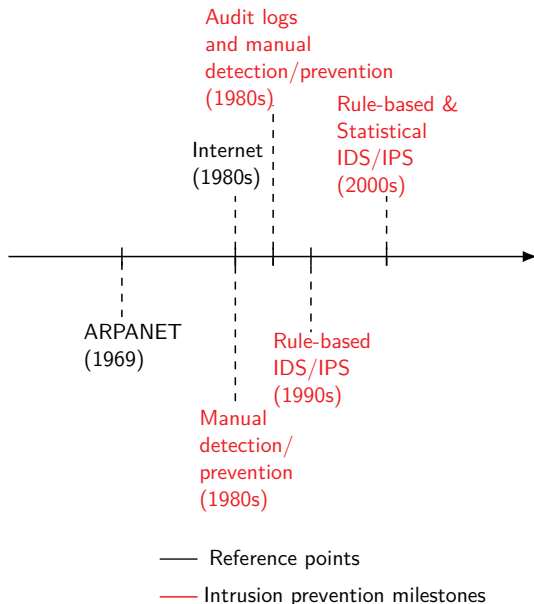 Audit logs
and manual
detection/prevention
(1980s)
Rule-based &
Statistical
IDS/IPS
(2000s)
Internet
(1980s)
ARPANET
(1969)
Rule-based
IDS/IPS
(1990s)
Manual
detection/
prevention
(1980s)
Reference points
Intrusion prevention milestones